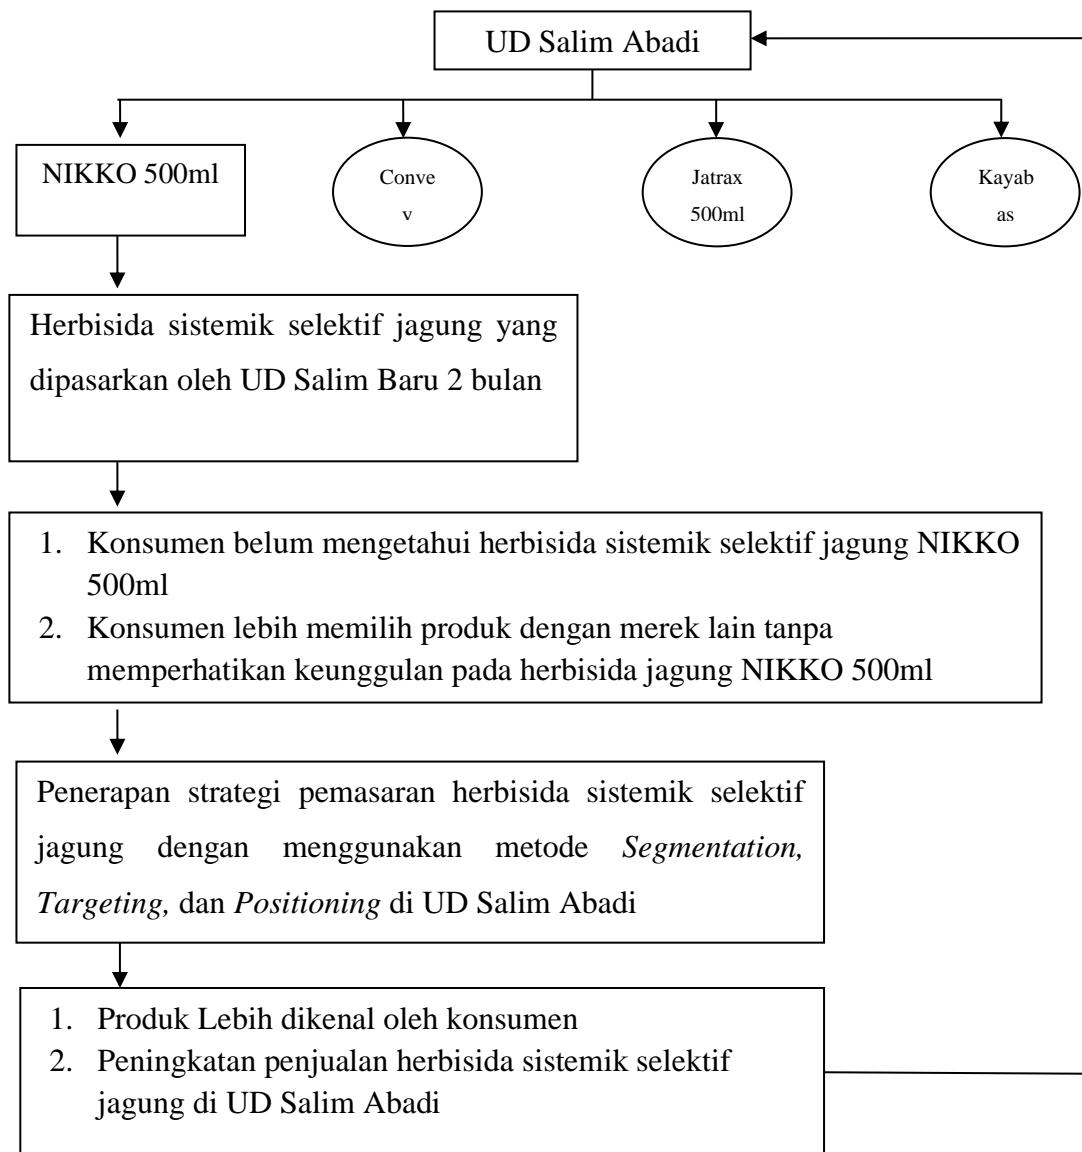 UD Salim Abadi
NIKKO 500ml
Conve
v
Jatrax
500ml
Kayab
as
Herbisida sistemik selektif jagung yang
dipasarkan oleh UD Salim Baru 2 bulan
1. Konsumen belum mengetahui herbisida sistemik selektif jagung NIKKO
500ml
2. Konsumen lebih memilih produk dengan merek lain tanpa
memperhatikan keunggulan pada herbisida jagung NIKKO 500ml
Penerapan strategi pemasaran herbisida sistemik selektif
jagung dengan menggunakan metode Segmentation,
Targeting, dan Positioning di UD Salim Abadi
1. Produk Lebih dikenal oleh konsumen
2. Peningkatan penjualan herbisida sistemik selektif
jagung di UD Salim Abadi